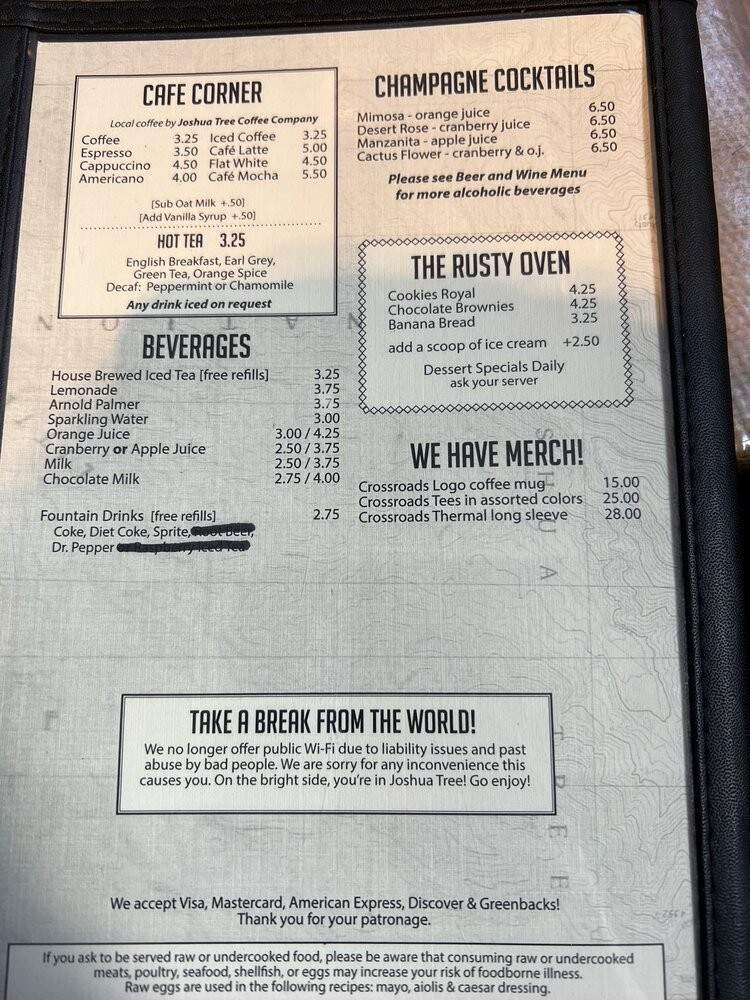 CAFE CORNER
Local coffee by Joshua Tree Coffee Company
Coffee 3.25 Iced Coffee 3.25
Espresso 3.50 Café Latte 5.00
Cappuccino 4.50 Flat White 4.50
Americano 4.00 Café Mocha 5.50
[Sub Oat Milk +.50]
[Add Vanilla Syrup +.50]
HOT TEA 3.25
English Breakfast, Earl Grey,
Green Tea, Orange Spice
Decaf: Peppermint or Chamomile
Any drink iced on request
BEVERAGES
House Brewed Iced Tea [free refills] 3.25
Lemonade 3.75
Arnold Palmer 3.75
Sparkling Water 3.00
Orange Juice 3.00 / 4.25
Cranberry or Apple Juice 2.50 / 3.75
Milk 2.50 / 3.75
Chocolate Milk 2.75 / 4.00
Fountain Drinks [free refills] 2.75
Coke, Diet Coke, Sprite, Root Beer,
Dr. Pepper or Raspberry Iced Tea
CHAMPAGNE COCKTAILS
Mimosa - orange juice 6.50
Desert Rose - cranberry juice 6.50
Manzanita - apple juice 6.50
Cactus Flower - cranberry & o.j. 6.50
Please see Beer and Wine Menu
for more alcoholic beverages
THE RUSTY OVEN
Cookies Royal 4.25
Chocolate Brownies 4.25
Banana Bread 3.25
add a scoop of ice cream +2.50
Dessert Specials Daily
ask your server
WE HAVE MERCH!
Crossroads Logo coffee mug 15.00
Crossroads Tees in assorted colors 25.00
Crossroads Thermal long sleeve 28.00
TAKE A BREAK FROM THE WORLD!
We no longer offer public Wi-Fi due to liability issues and past
abuse by bad people. We are sorry for any inconvenience this
causes you. On the bright side, you're in Joshua Tree! Go enjoy!
We accept Visa, Mastercard, American Express, Discover & Greenbacks!
Thank you for your patronage.
If you ask to be served raw or undercooked food, please be aware that consuming raw or undercooked
meats, poultry, seafood, shellfish, or eggs may increase your risk of foodborne illness.
Raw eggs are used in the following recipes: mayo, aiolis & caesar dressing.